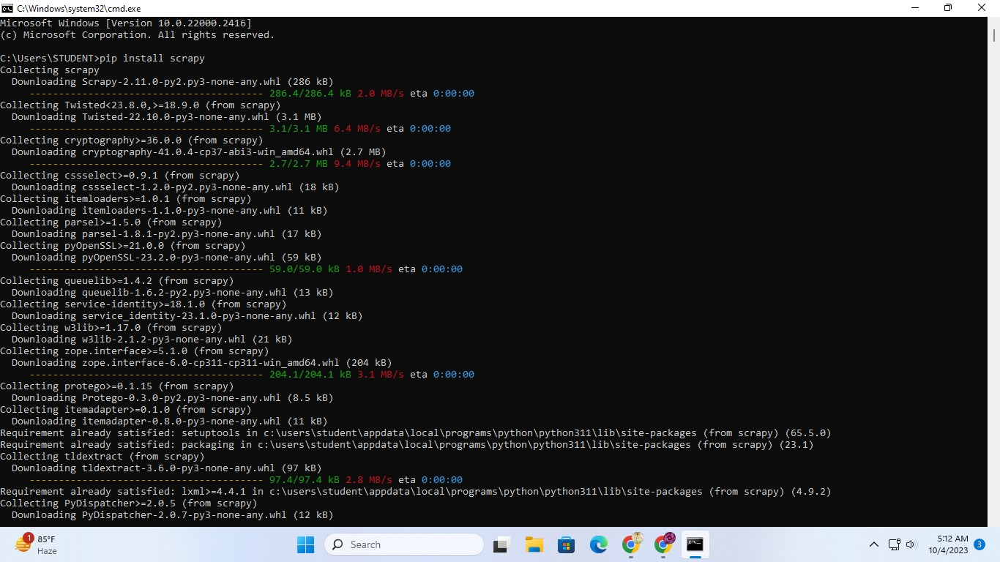 C:\Windows\system32\cmd.exe
Microsoft Windows [Version 10.0.22000.2416]
(c) Microsoft Corporation. All rights reserved.
C:\Users\STUDENT>pip install scrapy
Collecting scrapy
Downloading Scrapy-2.11.0-py2.py3-none-any.whl (286 kB)
---------------------------------------- 286.4/286.4 kB 2.0 MB/s eta 0:00:00
Collecting Twisted<23.8.0,>=18.9.0 (from scrapy)
Downloading Twisted-22.10.0-py3-none-any.whl (3.1 MB)
---------------------------------------- 3.1/3.1 MB 6.4 MB/s eta 0:00:00
Collecting cryptography>=36.0.0 (from scrapy)
Downloading cryptography-41.0.4-cp37-abi3-win_amd64.whl (2.7 MB)
---------------------------------------- 2.7/2.7 MB 9.4 MB/s eta 0:00:00
Collecting cssselect>=0.9.1 (from scrapy)
Downloading cssselect-1.2.0-py2.py3-none-any.whl (18 kB)
Collecting itemloaders>=1.0.1 (from scrapy)
Downloading itemloaders-1.1.0-py3-none-any.whl (11 kB)
Collecting parsel>=1.5.0 (from scrapy)
Downloading parsel-1.8.1-py2.py3-none-any.whl (17 kB)
Collecting pyOpenSSL>=21.0.0 (from scrapy)
Downloading pyOpenSSL-23.2.0-py3-none-any.whl (59 kB)
---------------------------------------- 59.0/59.0 kB 1.0 MB/s eta 0:00:00
Collecting queuelib>=1.4.2 (from scrapy)
Downloading queuelib-1.6.2-py2.py3-none-any.whl (13 kB)
Collecting service-identity>=18.1.0 (from scrapy)
Downloading service_identity-23.1.0-py3-none-any.whl (12 kB)
Collecting w3lib>=1.17.0 (from scrapy)
Downloading w3lib-2.1.2-py3-none-any.whl (21 kB)
Collecting zope.interface>=5.1.0 (from scrapy)
Downloading zope.interface-6.0-cp311-cp311-win_amd64.whl (204 kB)
---------------------------------------- 204.1/204.1 kB 3.1 MB/s eta 0:00:00
Collecting protego>=0.1.15 (from scrapy)
Downloading Protego-0.3.0-py2.py3-none-any.whl (8.5 kB)
Collecting itemadapter>=0.1.0 (from scrapy)
Downloading itemadapter-0.8.0-py3-none-any.whl (11 kB)
Requirement already satisfied: setuptools in c:\users\student\appdata\local\programs\python\python311\lib\site-packages (from scrapy) (65.5.0)
Requirement already satisfied: packaging in c:\users\student\appdata\local\programs\python\python311\lib\site-packages (from scrapy) (23.1)
Collecting tldextract (from scrapy)
Downloading tldextract-3.6.0-py3-none-any.whl (97 kB)
---------------------------------------- 97.4/97.4 kB 2.8 MB/s eta 0:00:00
Requirement already satisfied: lxml>=4.4.1 in c:\users\student\appdata\local\programs\python\python311\lib\site-packages (from scrapy) (4.9.2)
Collecting PyDispatcher>=2.0.5 (from scrapy)
Downloading PyDispatcher-2.0.7-py3-none-any.whl (12 kB)
1
85°F
Haze
Search
5:12 AM
10/4/2023
3